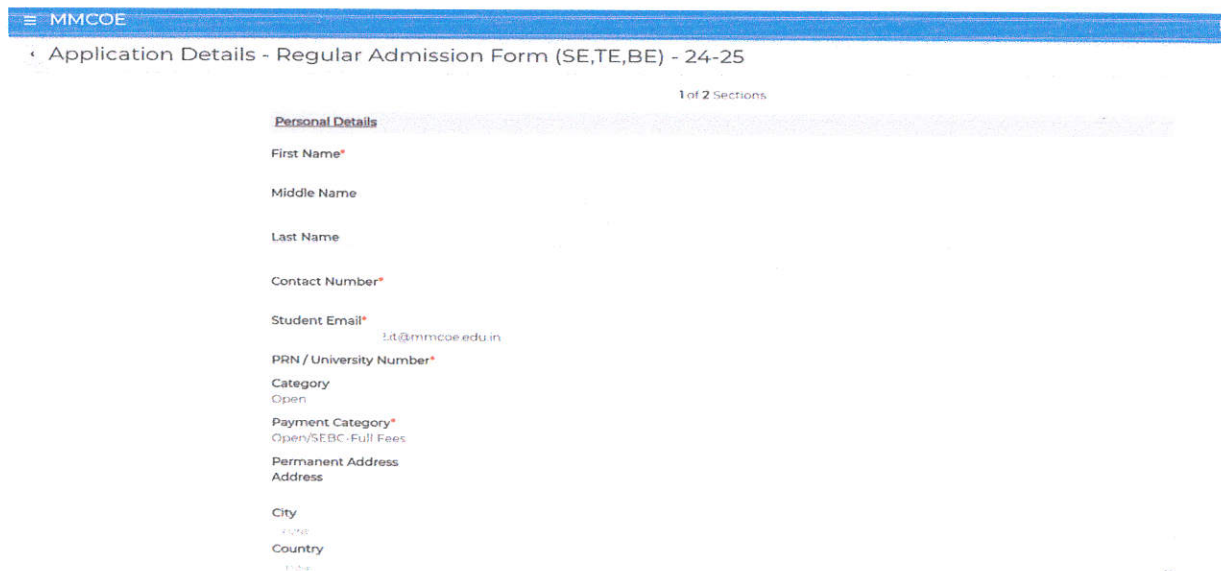 ≡ MMCOE
‹ Application Details - Regular Admission Form (SE,TE,BE) - 24-25
1 of 2 Sections
Personal Details
First Name*
Middle Name
Last Name
Contact Number*
Student Email*
.it@mmcoe.edu.in
PRN / University Number*
Category
Open
Payment Category*
Open/SEBC-Full Fees
Permanent Address
Address
City
Country